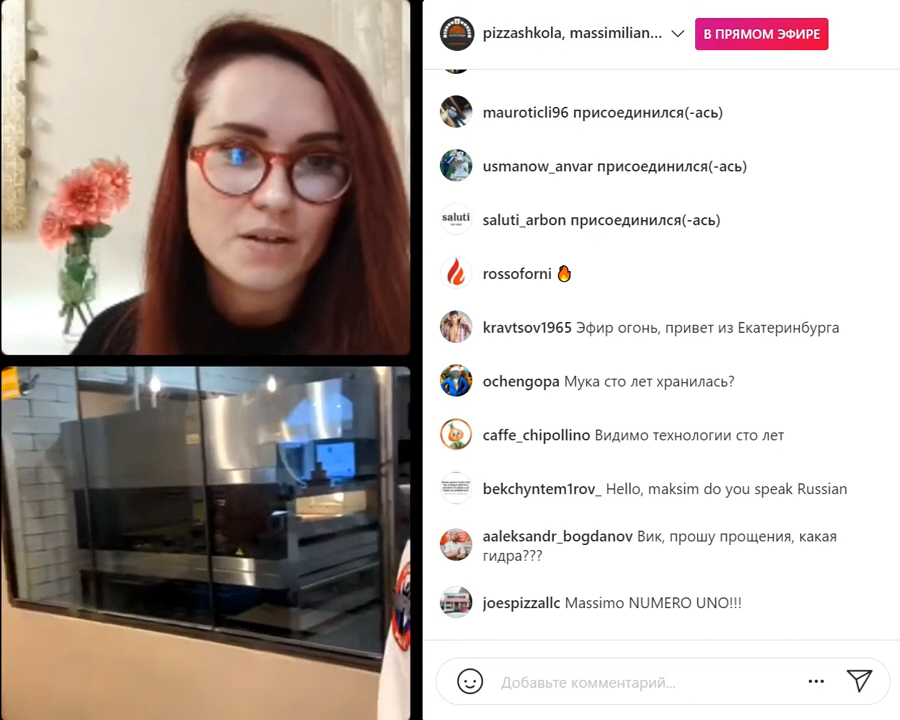 pizzashkola, massimilian...
В ПРЯМОМ ЭФИРЕ
mauroticli96 присоединился(-ась)
usmanow_anvar присоединился(-ась)
saluti
saluti_arbon присоединился(-ась)
rossoforni 🔥
kravtsov1965 Эфир огонь, привет из Екатеринбурга
ochengopa Мука сто лет хранилась?
caffe_chipollino Видимо технологии сто лет
bekchyntem1rov_ Hello, maksim do you speak Russian
aaleksandr_bogdanov Вик, прошу прощения, какая
гидра???
joespizzallc Massimo NUMERO UNO!!!
Добавьте комментарий...